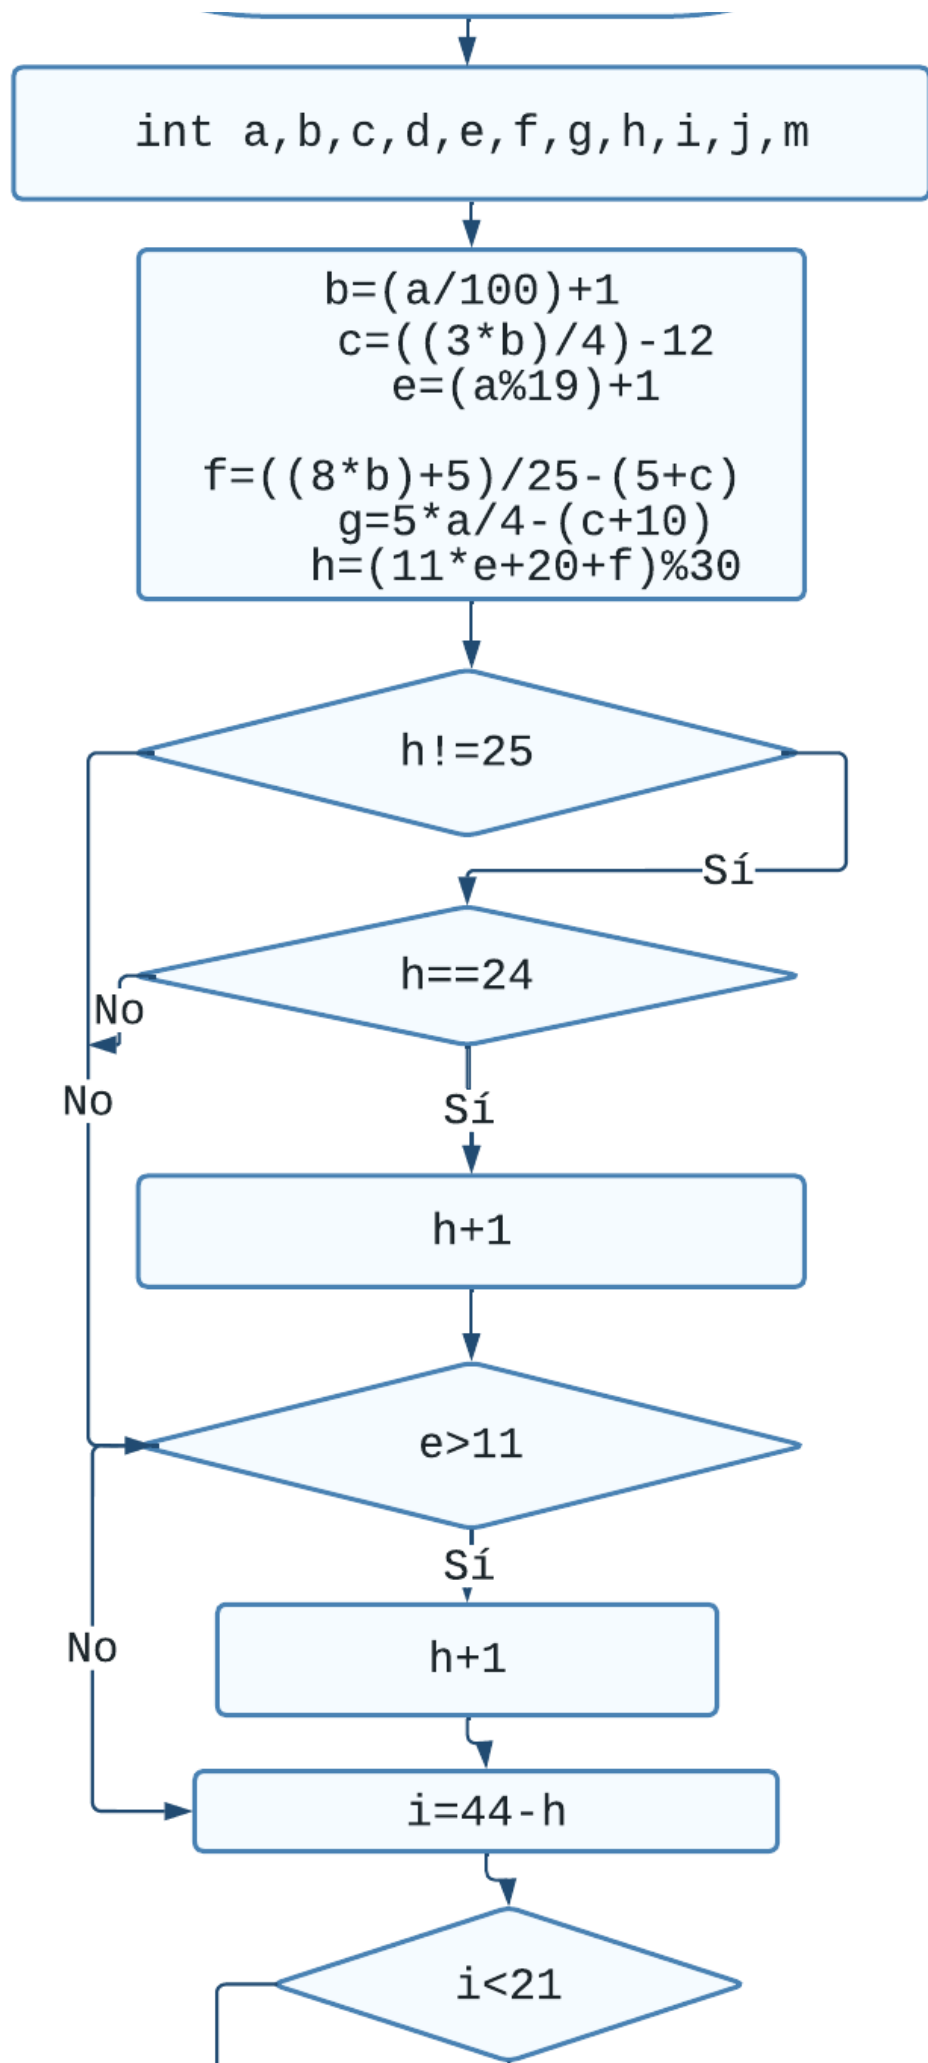 int a,b,c,d,e,f,g,h,i,j,m
b=(a/100)+1
c=((3*b)/4)-12
e=(a%19)+1
f=((8*b)+5)/25-(5+c)
g=5*a/4-(c+10)
h=(11*e+20+f)%30
h!=25
Sí
h==24
No
No
Sí
h+1
e>11
Sí
No
h+1
i=44-h
i<21